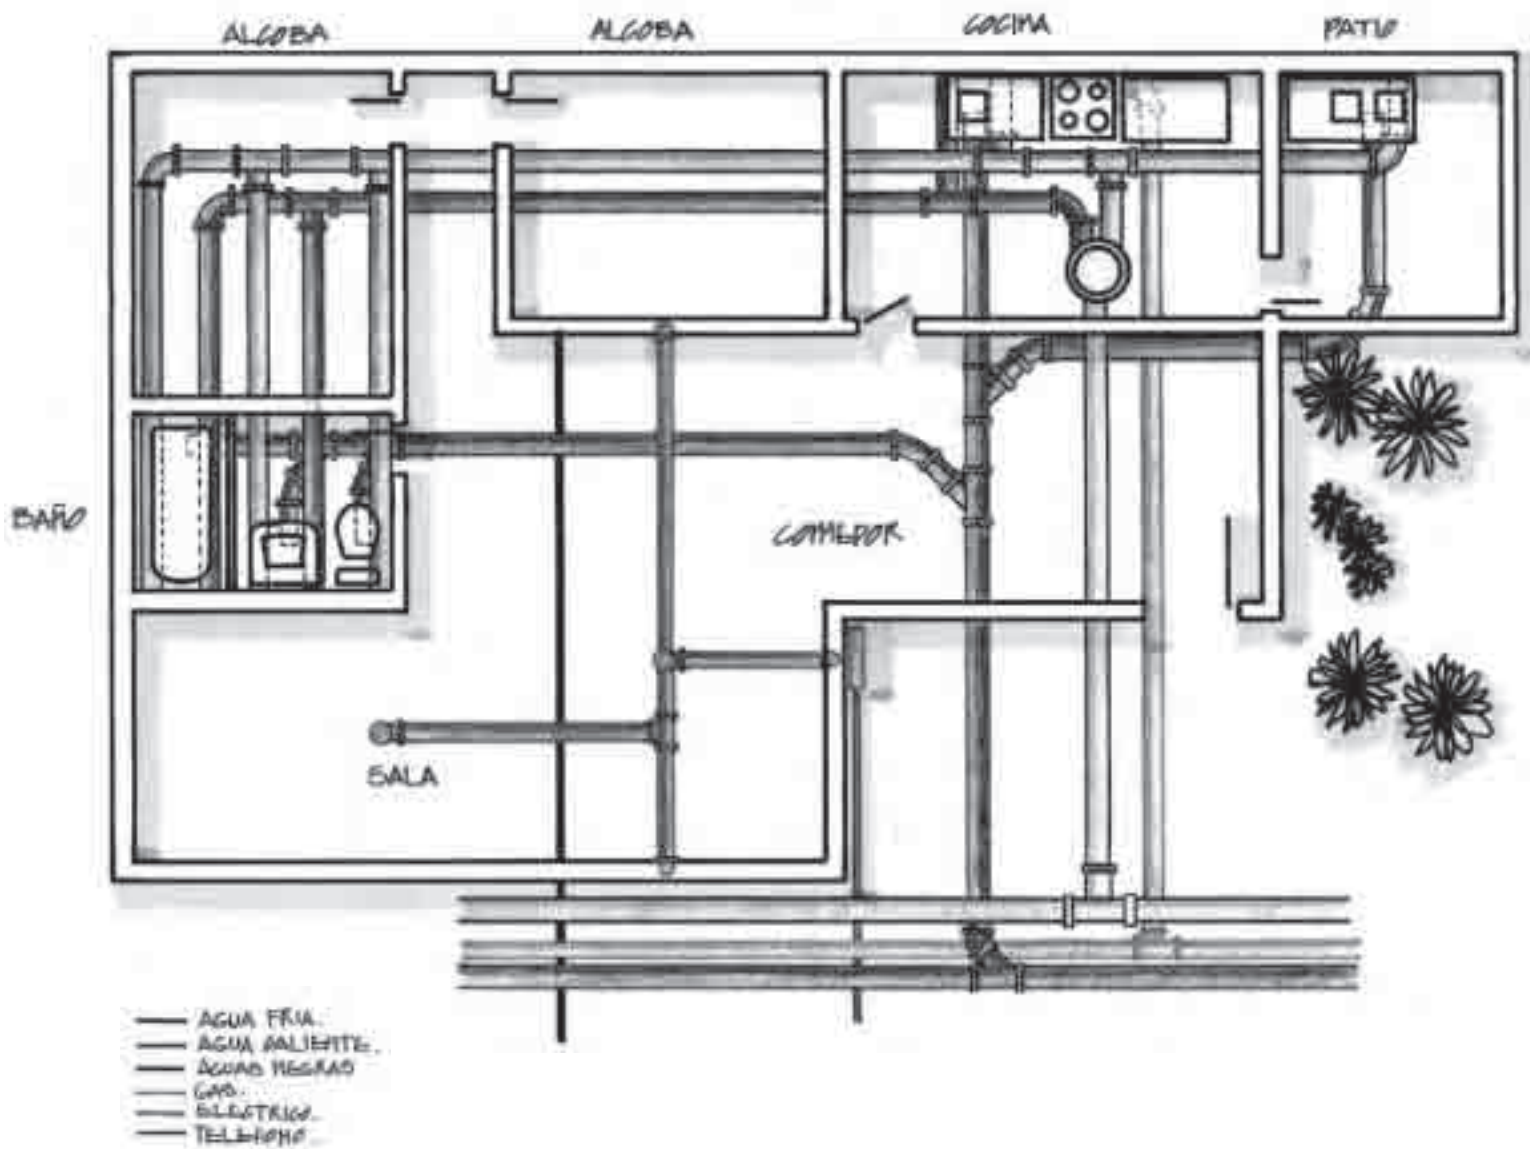 ALCOBA
ALCOBA
COCINA
PATIO
BAÑO
COMEDOR
SALA
AGUA FRIA.
AGUA CALIENTE.
AGUAS NEGRAS
GAS.
ELECTRICO.
TELEFONO